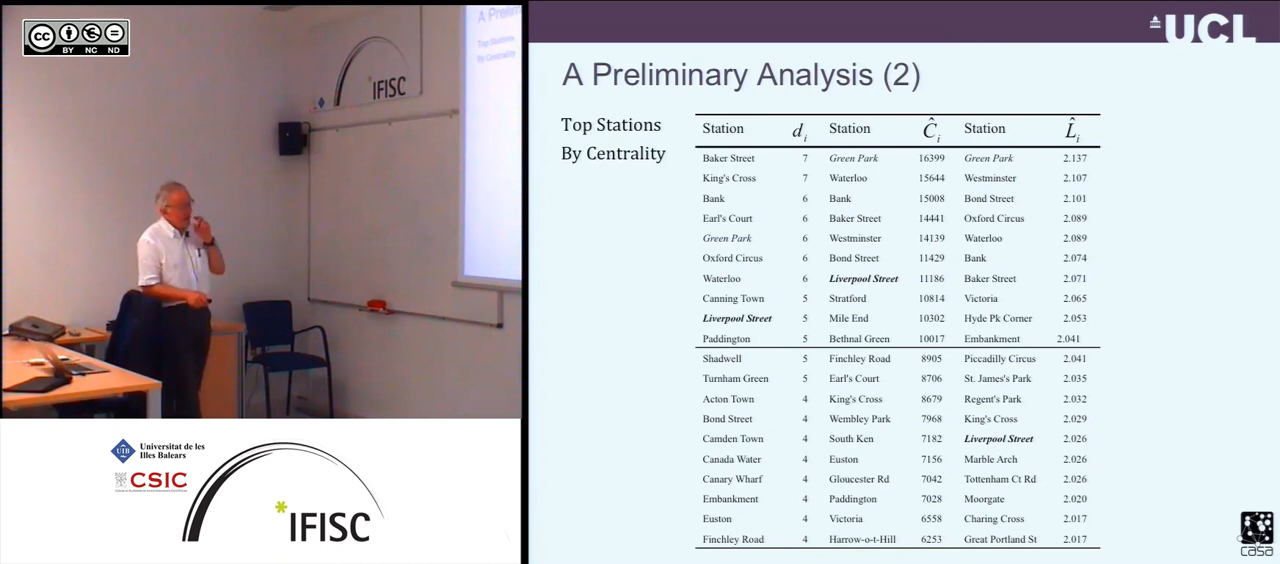 CC
BY NC ND
A Preli
Top Stations
By Centrality
*IFISC
Universitat de les
Illes Balears
UIB
CSIC
*IFISC
UCL
A Preliminary Analysis (2)
Top Stations
By Centrality
Station dᵢ Station Ĉᵢ Station L̂ᵢ
Baker Street 7 Green Park 16399 Green Park 2.137
King's Cross 7 Waterloo 15644 Westminster 2.107
Bank 6 Bank 15008 Bond Street 2.101
Earl's Court 6 Baker Street 14441 Oxford Circus 2.089
Green Park 6 Westminster 14139 Waterloo 2.089
Oxford Circus 6 Bond Street 11429 Bank 2.074
Waterloo 6 Liverpool Street 11186 Baker Street 2.071
Canning Town 5 Stratford 10814 Victoria 2.065
Liverpool Street 5 Mile End 10302 Hyde Pk Corner 2.053
Paddington 5 Bethnal Green 10017 Embankment 2.041
Shadwell 5 Finchley Road 8905 Piccadilly Circus 2.041
Turnham Green 5 Earl's Court 8706 St. James's Park 2.035
Acton Town 4 King's Cross 8679 Regent's Park 2.032
Bond Street 4 Wembley Park 7968 King's Cross 2.029
Camden Town 4 South Ken 7182 Liverpool Street 2.026
Canada Water 4 Euston 7156 Marble Arch 2.026
Canary Wharf 4 Gloucester Rd 7042 Tottenham Ct Rd 2.026
Embankment 4 Paddington 7028 Moorgate 2.020
Euston 4 Victoria 6558 Charing Cross 2.017
Finchley Road 4 Harrow-o-t-Hill 6253 Great Portland St 2.017
casa